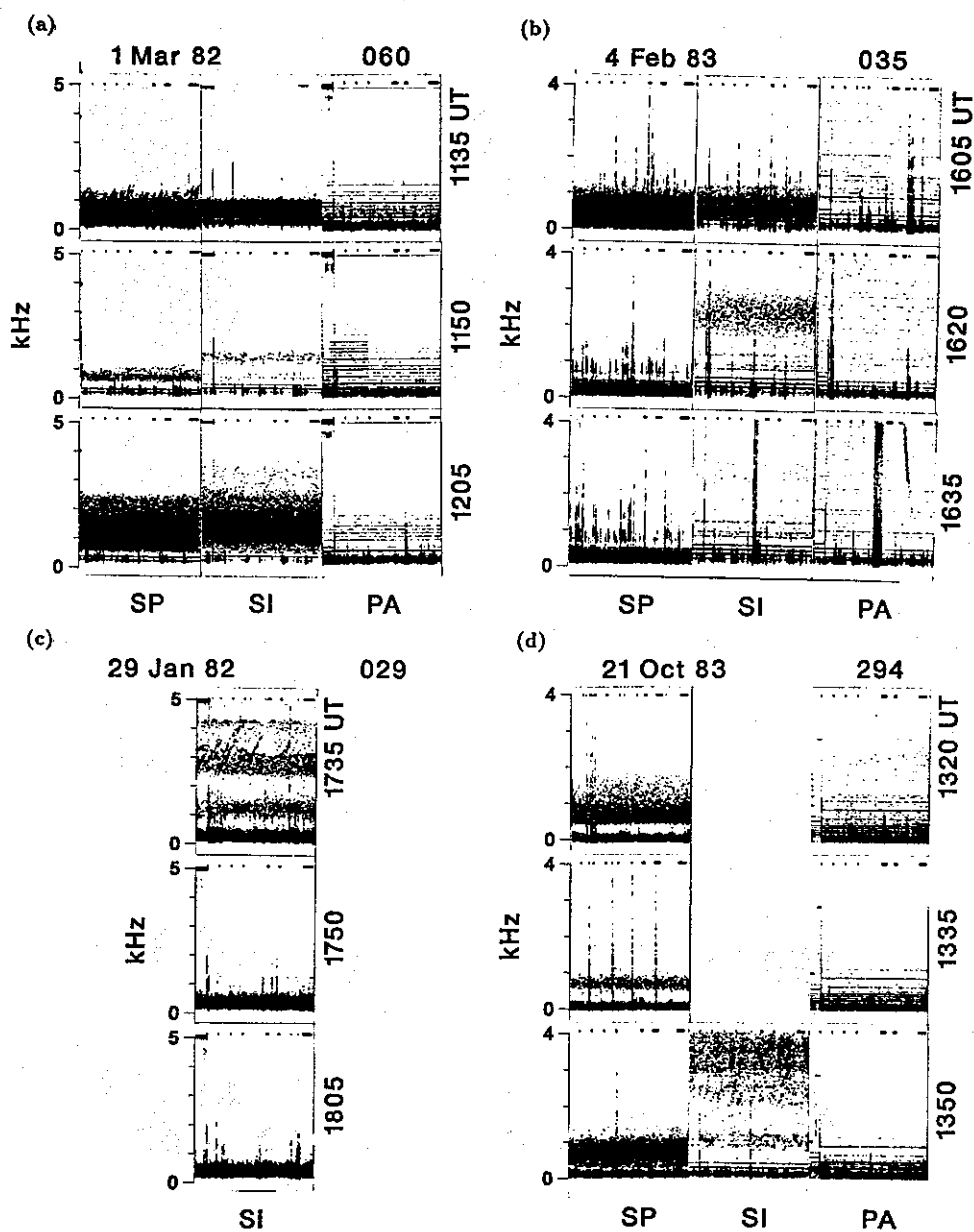 (a)
1 Mar 82 060
5
0
1135 UT
kHz
5
0
1150
5
0
1205
SP SI PA
(b)
4 Feb 83 035
4
0
1605 UT
kHz
4
0
1620
4
0
1635
SP SI PA
(c)
29 Jan 82 029
5
0
1735 UT
kHz
5
0
1750
5
0
1805
SI
(d)
21 Oct 83 294
4
0
1320 UT
kHz
4
0
1335
4
0
1350
SP SI PA